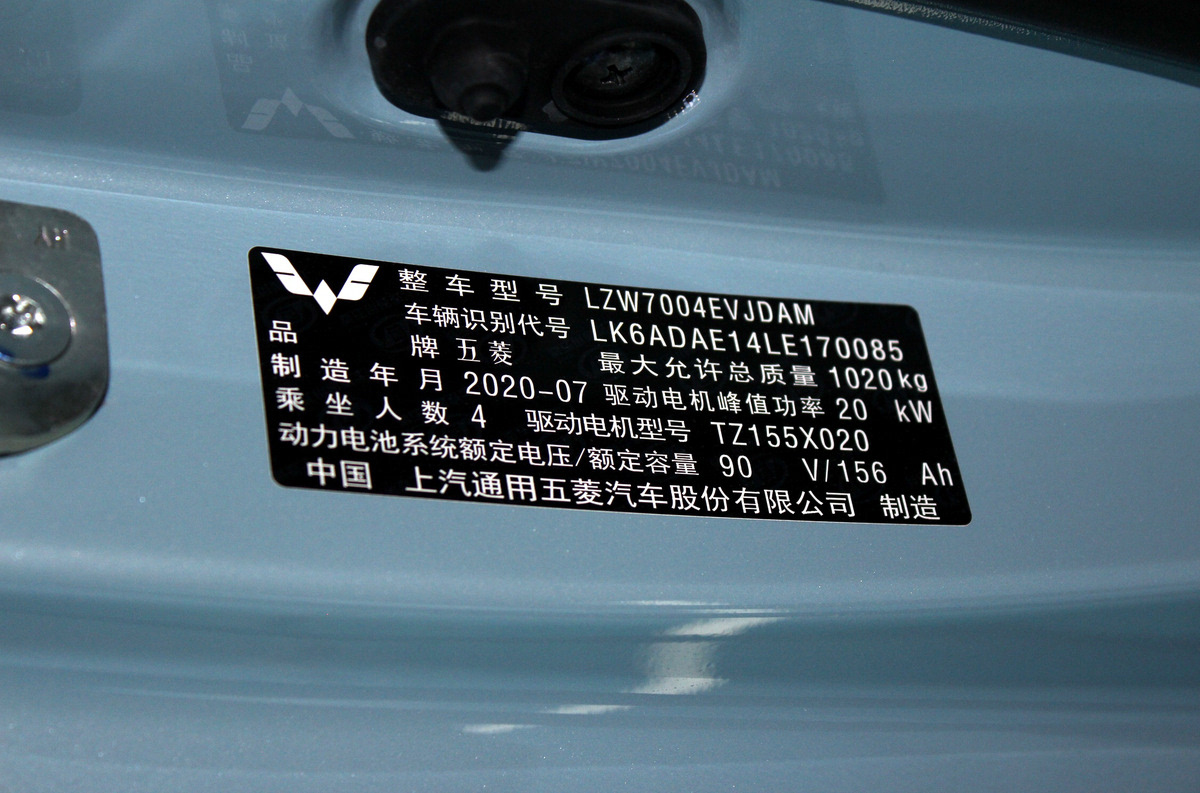 整车型号 LZW7004EVJDAM
车辆识别代号 LK6ADAE14LE170085
品牌 五菱 最大允许总质量 1020kg
制造年月 2020-07 驱动电机峰值功率 20 kW
乘坐人数 4 驱动电机型号 TZ155X020
动力电池系统额定电压/额定容量 90 V/156 Ah
中国 上汽通用五菱汽车股份有限公司 制造